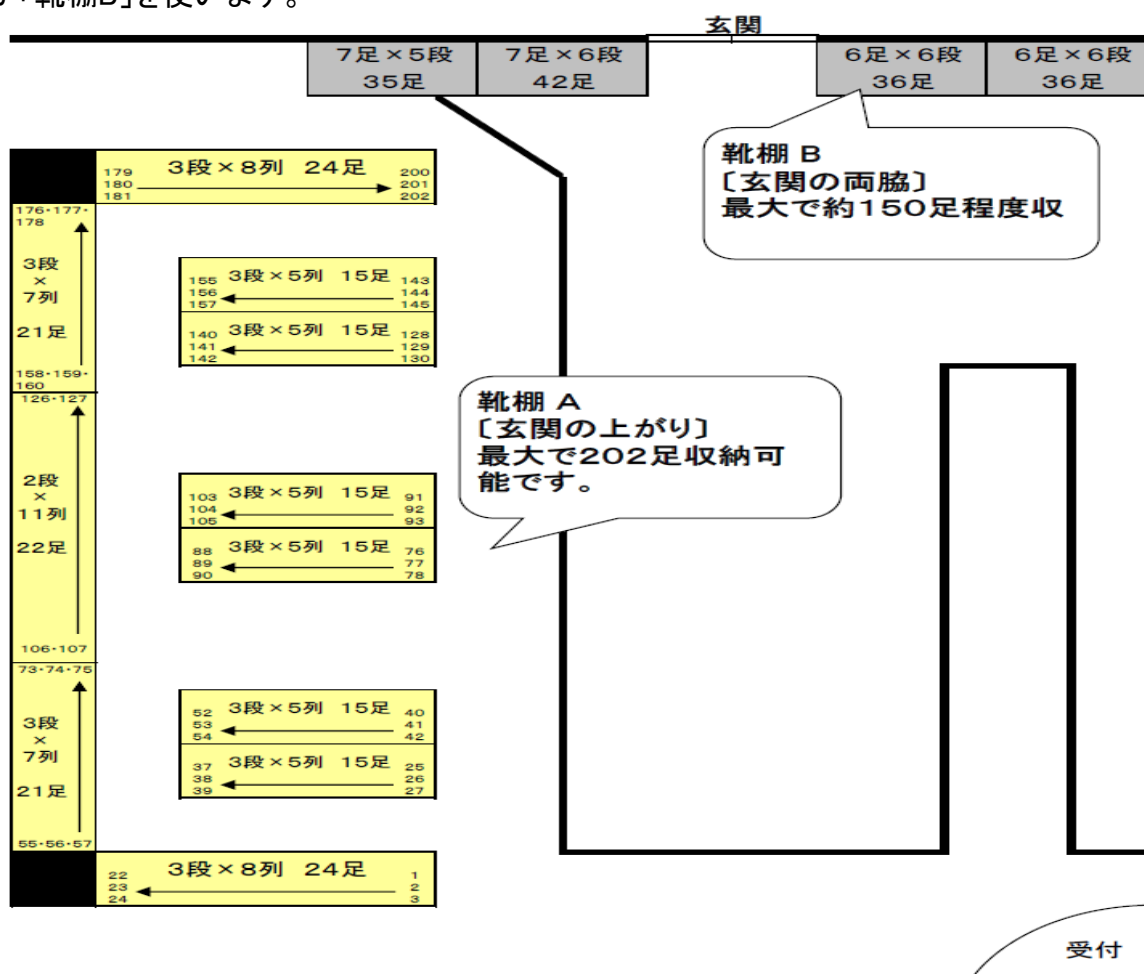 靴棚B」を使います。
玄関
7足×5段
35足
7足×6段
42足
6足×6段
36足
6足×6段
36足
靴棚 B
〔玄関の両脇〕
最大で約150足程度収
179 3段×8列 24足 200
180 201
181 202
176・177・
178
3段
×
7列
21足
158・159・
160
155 3段×5列 15足 143
156 144
157 145
140 3段×5列 15足 128
141 129
142 130
靴棚 A
〔玄関の上がり〕
最大で202足収納可
能です。
126・127
2段
×
11列
22足
106・107
103 3段×5列 15足 91
104 92
105 93
88 3段×5列 15足 76
89 77
90 78
73・74・75
3段
×
7列
21足
55・56・57
52 3段×5列 15足 40
53 41
54 42
37 3段×5列 15足 25
38 26
39 27
22 3段×8列 24足 1
23 2
24 3
受付